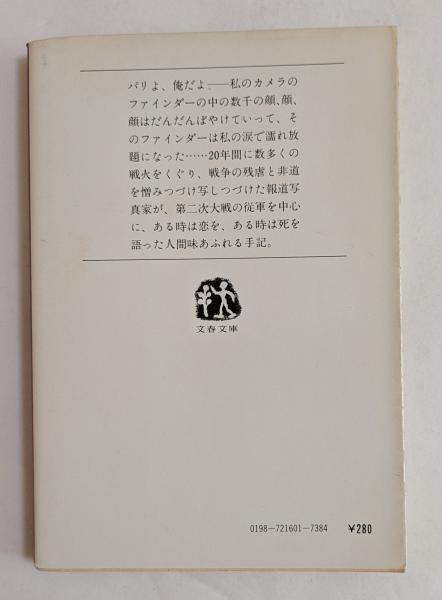 パリよ、俺だよ――私のカメラの
ファインダーの中の数千の顔、顔、
顔はだんだんぼやけていって、そ
のファインダーは私の涙で濡れ放
題になった……20年間に数多くの
戦火をくぐり、戦争の残虐と非道
を憎みつづけ写しつづけた報道写
真家が、第二次大戦の従軍を中心
に、ある時は恋を、ある時は死を
語った人間味あふれる手記。
文春文庫
0198-721601-7384 ¥280